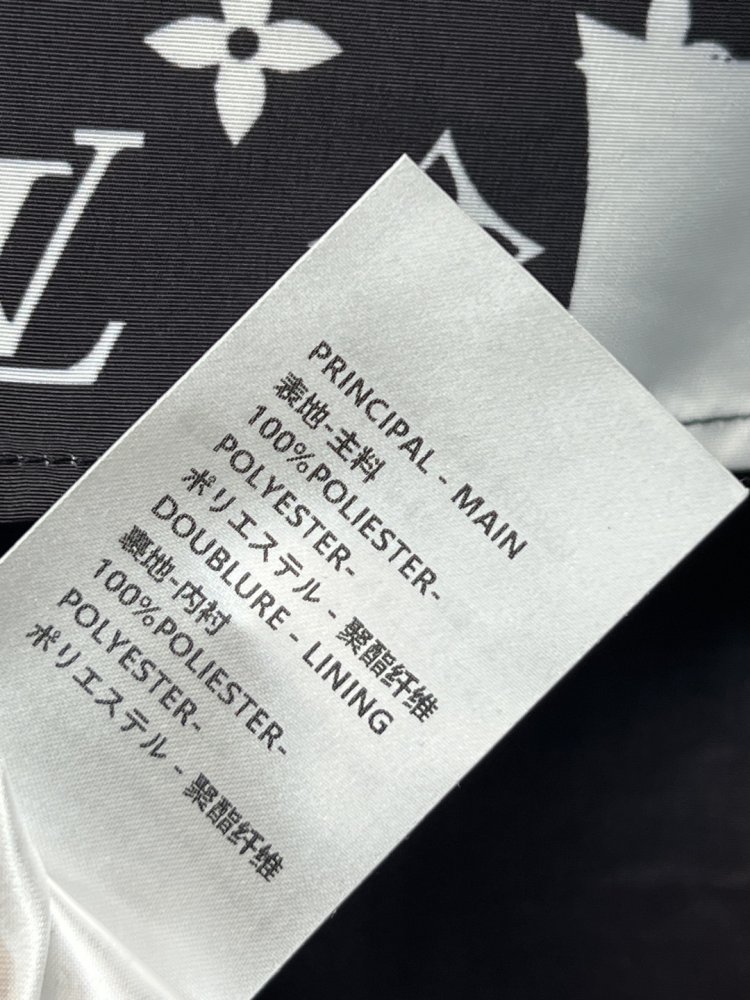 LV
PRINCIPAL - MAIN
表地-主料
100%POLIESTER-
POLYESTER-
ポリエステル - 聚酯纤维
DOUBLURE - LINING
裏地-内衬
100%POLIESTER-
POLYESTER-
ポリエステル - 聚酯纤维